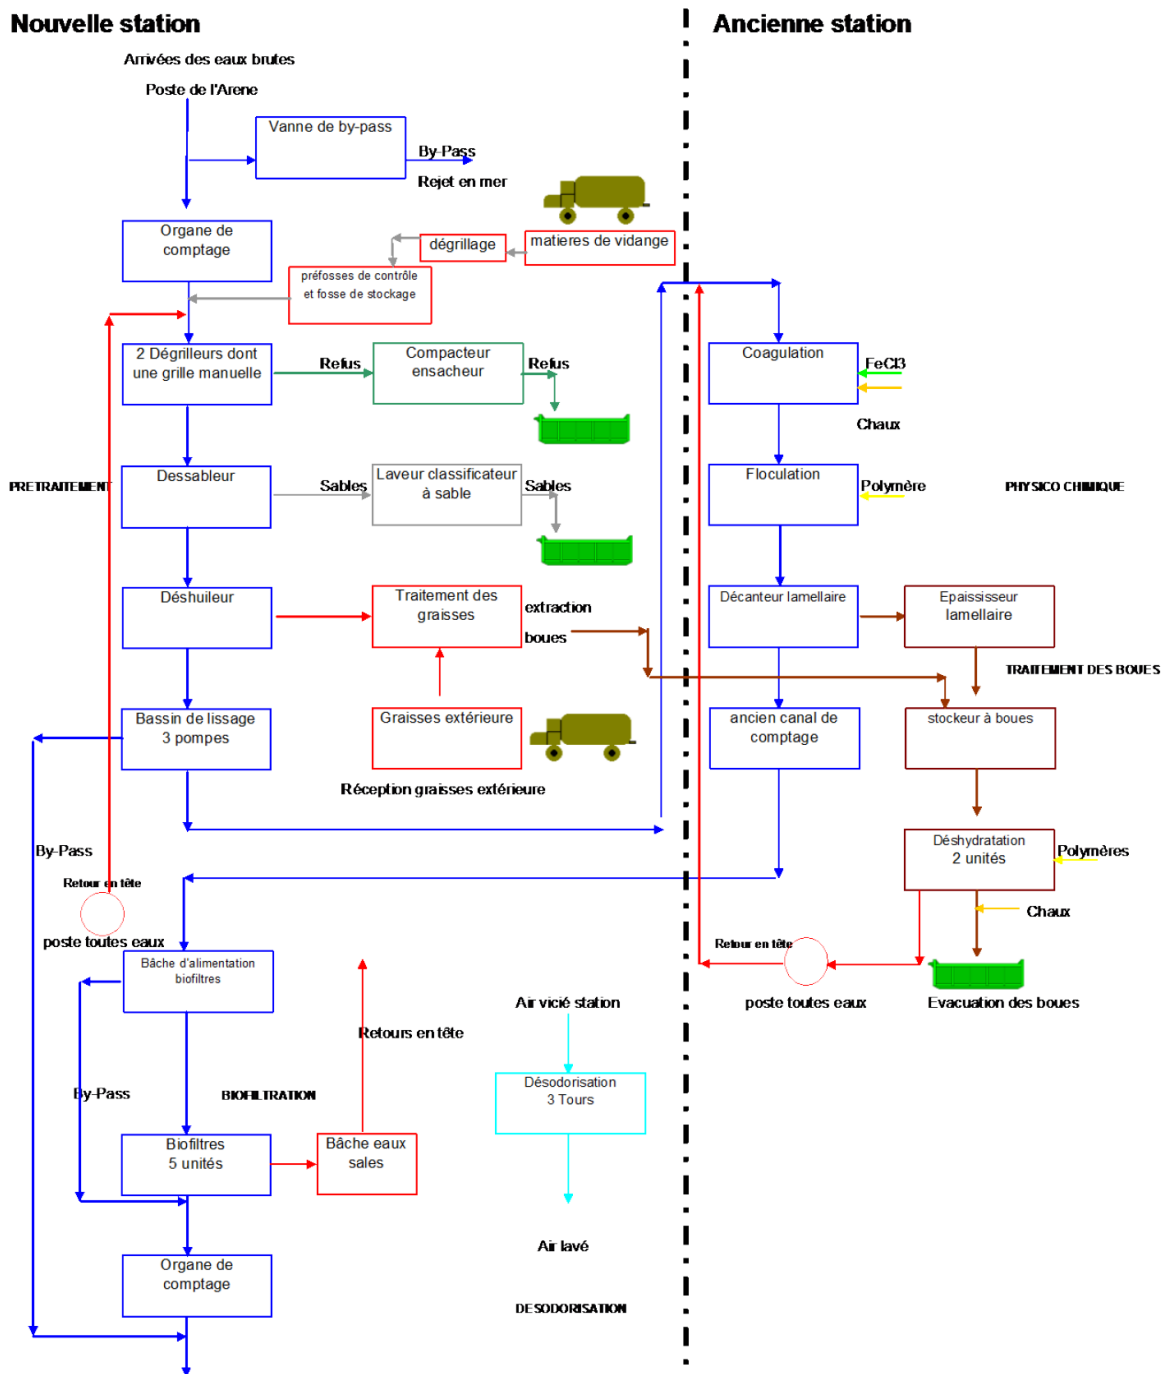 Nouvelle station
Ancienne station
Arrivées des eaux brutes
Poste de l'Arene
Vanne de by-pass
By-Pass
Rejet en mer
Organe de
comptage
dégrillage
matieres de vidange
préfosses de contrôle
et fosse de stockage
2 Dégrilleurs dont
une grille manuelle
Refus
Compacteur
ensacheur
Refus
Coagulation
FeCl3
Chaux
PRETRAITEMENT
Dessableur
Sables
Laveur classificateur
à sable
Sables
Floculation
Polymère
PHYSICO CHIMIQUE
Déshuileur
Traitement des
graisses
extraction
boues
Décanteur lamellaire
Epaississeur
lamellaire
TRAITEMENT DES BOUES
Bassin de lissage
3 pompes
Graisses extérieure
Réception graisses extérieure
ancien canal de
comptage
stockeur à boues
By-Pass
Déshydratation
2 unités
Polymères
Chaux
Retour en tête
poste toutes eaux
Retour en tête
poste toutes eaux
Evacuation des boues
Bâche d'alimentation
biofiltres
Retours en tête
Air vicié station
Désodorisation
3 Tours
By-Pass
BIOFILTRATION
Biofiltres
5 unités
Bâche eaux
sales
Air lavé
Organe de
comptage
DESODORISATION